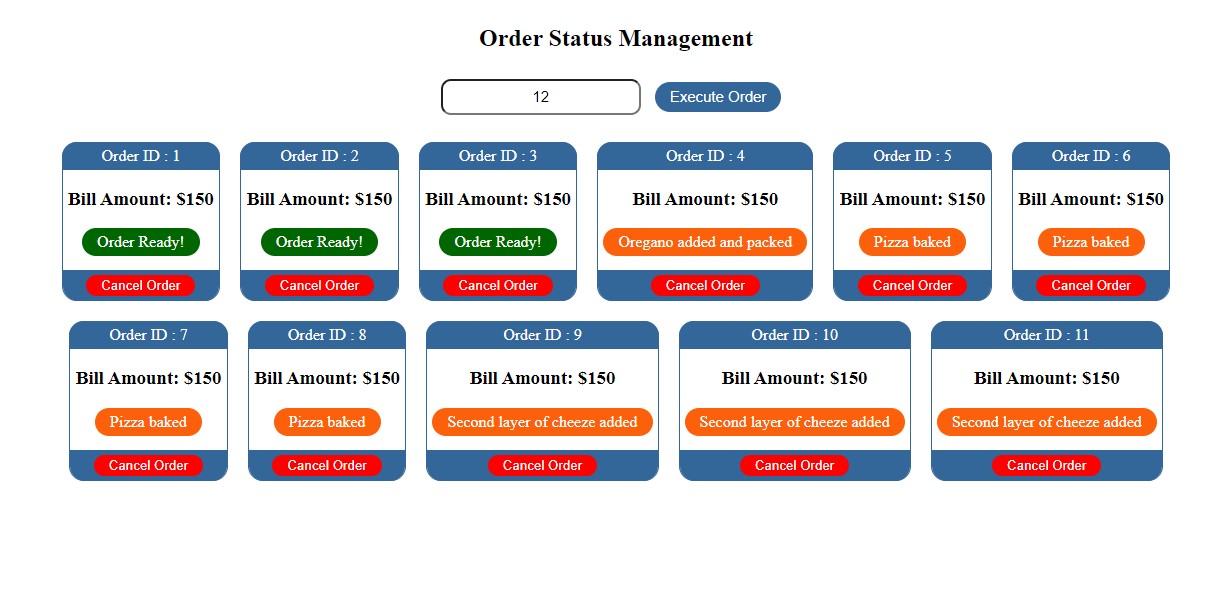 Order Status Management
12
Execute Order
Order ID : 1
Bill Amount: $150
Order Ready!
Cancel Order
Order ID : 2
Bill Amount: $150
Order Ready!
Cancel Order
Order ID : 3
Bill Amount: $150
Order Ready!
Cancel Order
Order ID : 4
Bill Amount: $150
Oregano added and packed
Cancel Order
Order ID : 5
Bill Amount: $150
Pizza baked
Cancel Order
Order ID : 6
Bill Amount: $150
Pizza baked
Cancel Order
Order ID : 7
Bill Amount: $150
Pizza baked
Cancel Order
Order ID : 8
Bill Amount: $150
Pizza baked
Cancel Order
Order ID : 9
Bill Amount: $150
Second layer of cheeze added
Cancel Order
Order ID : 10
Bill Amount: $150
Second layer of cheeze added
Cancel Order
Order ID : 11
Bill Amount: $150
Second layer of cheeze added
Cancel Order